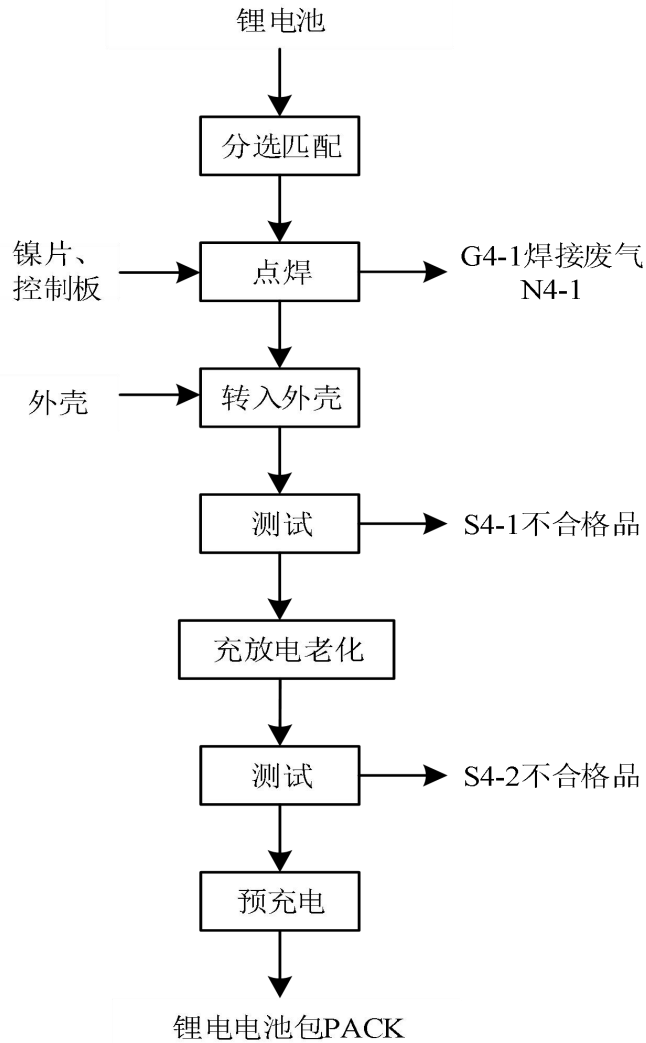 锂电池
分选匹配
镍片、
控制板
点焊
G4-1焊接废气
N4-1
外壳
转入外壳
测试
S4-1不合格品
充放电老化
测试
S4-2不合格品
预充电
锂电电池包PACK